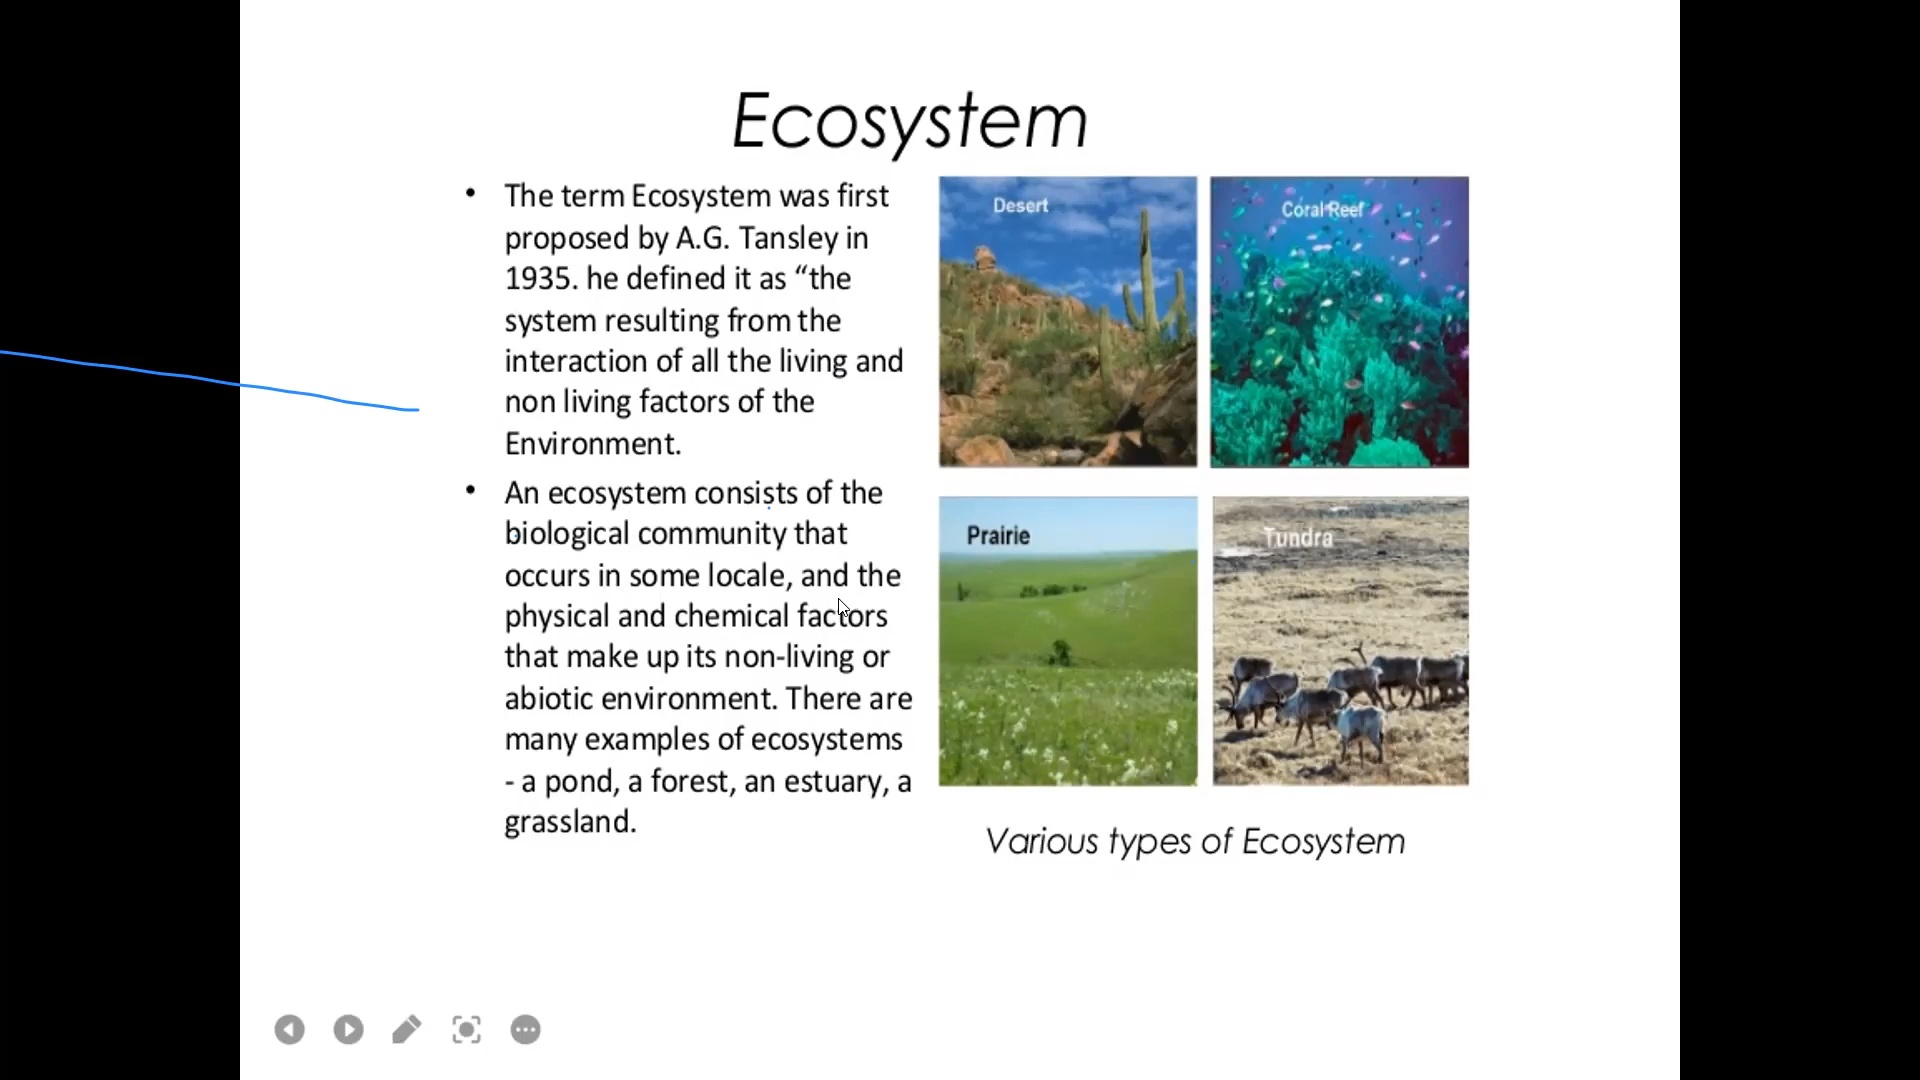 Ecosystem
• The term Ecosystem was first
proposed by A.G. Tansley in
1935. he defined it as “the
system resulting from the
interaction of all the living and
non living factors of the
Environment.
• An ecosystem consists of the
biological community that
occurs in some locale, and the
physical and chemical factors
that make up its non-living or
abiotic environment. There are
many examples of ecosystems
- a pond, a forest, an estuary, a
grassland.
Desert
Coral Reef
Prairie
Tundra
Various types of Ecosystem